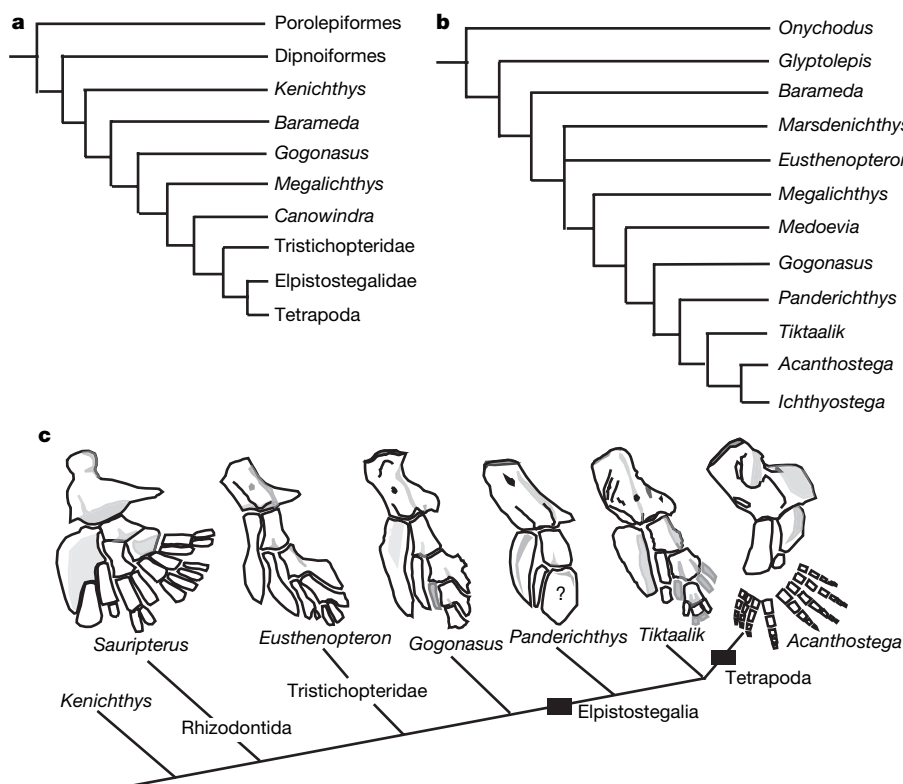 a
Porolepiformes
Dipnoiformes
Kenichthys
Barameda
Gogonasus
Megalichthys
Canowindra
Tristichopteridae
Elpistostegalidae
Tetrapoda
b
Onychodus
Glyptolepis
Barameda
Marsdenichthys
Eusthenopteron
Megalichthys
Medoevia
Gogonasus
Panderichthys
Tiktaalik
Acanthostega
Ichthyostega
c
?
Sauripterus
Eusthenopteron
Gogonasus
Panderichthys
Tiktaalik
Acanthostega
Kenichthys
Rhizodontida
Tristichopteridae
Elpistostegalia
Tetrapoda